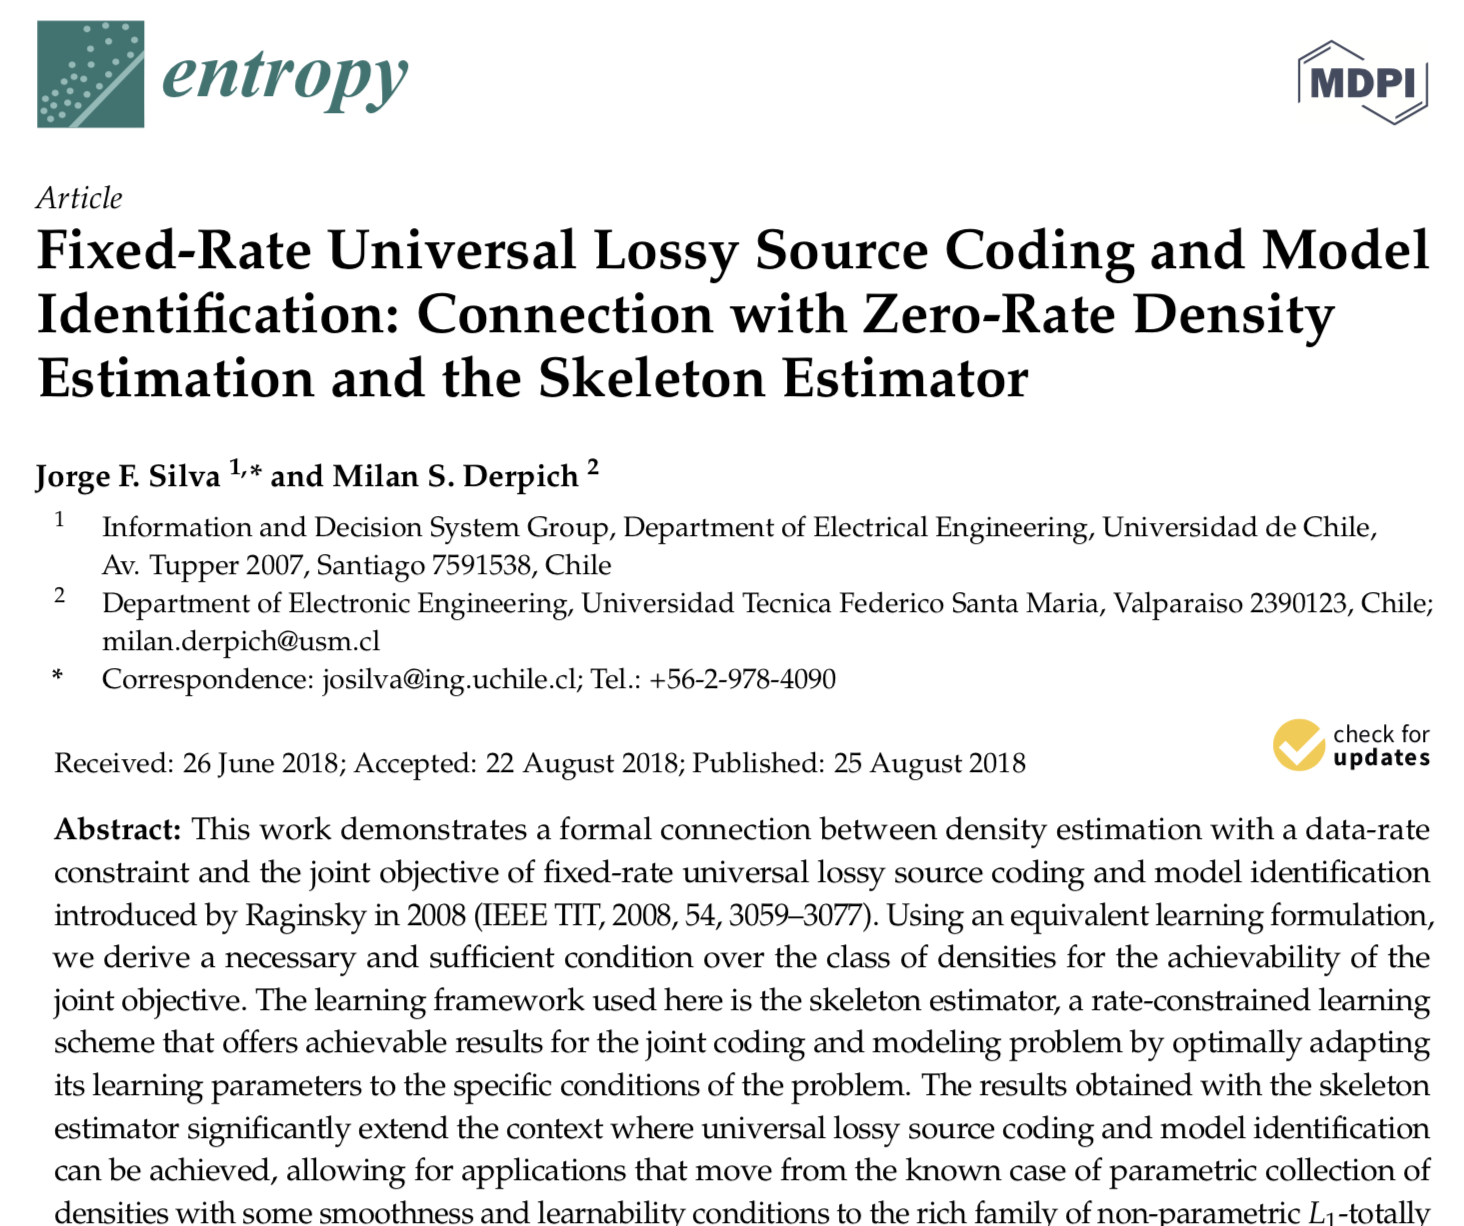 entropy
MDPI
Article
Fixed-Rate Universal Lossy Source Coding and Model
Identification: Connection with Zero-Rate Density
Estimation and the Skeleton Estimator
Jorge F. Silva 1,* and Milan S. Derpich 2
1 Information and Decision System Group, Department of Electrical Engineering, Universidad de Chile,
Av. Tupper 2007, Santiago 7591538, Chile
2 Department of Electronic Engineering, Universidad Tecnica Federico Santa Maria, Valparaiso 2390123, Chile;
milan.derpich@usm.cl
* Correspondence: josilva@ing.uchile.cl; Tel.: +56-2-978-4090
check for
updates
Received: 26 June 2018; Accepted: 22 August 2018; Published: 25 August 2018
Abstract: This work demonstrates a formal connection between density estimation with a data-rate
constraint and the joint objective of fixed-rate universal lossy source coding and model identification
introduced by Raginsky in 2008 (IEEE TIT, 2008, 54, 3059–3077). Using an equivalent learning formulation,
we derive a necessary and sufficient condition over the class of densities for the achievability of the
joint objective. The learning framework used here is the skeleton estimator, a rate-constrained learning
scheme that offers achievable results for the joint coding and modeling problem by optimally adapting
its learning parameters to the specific conditions of the problem. The results obtained with the skeleton
estimator significantly extend the context where universal lossy source coding and model identification
can be achieved, allowing for applications that move from the known case of parametric collection of
densities with some smoothness and learnability conditions to the rich family of non-parametric L1-totally